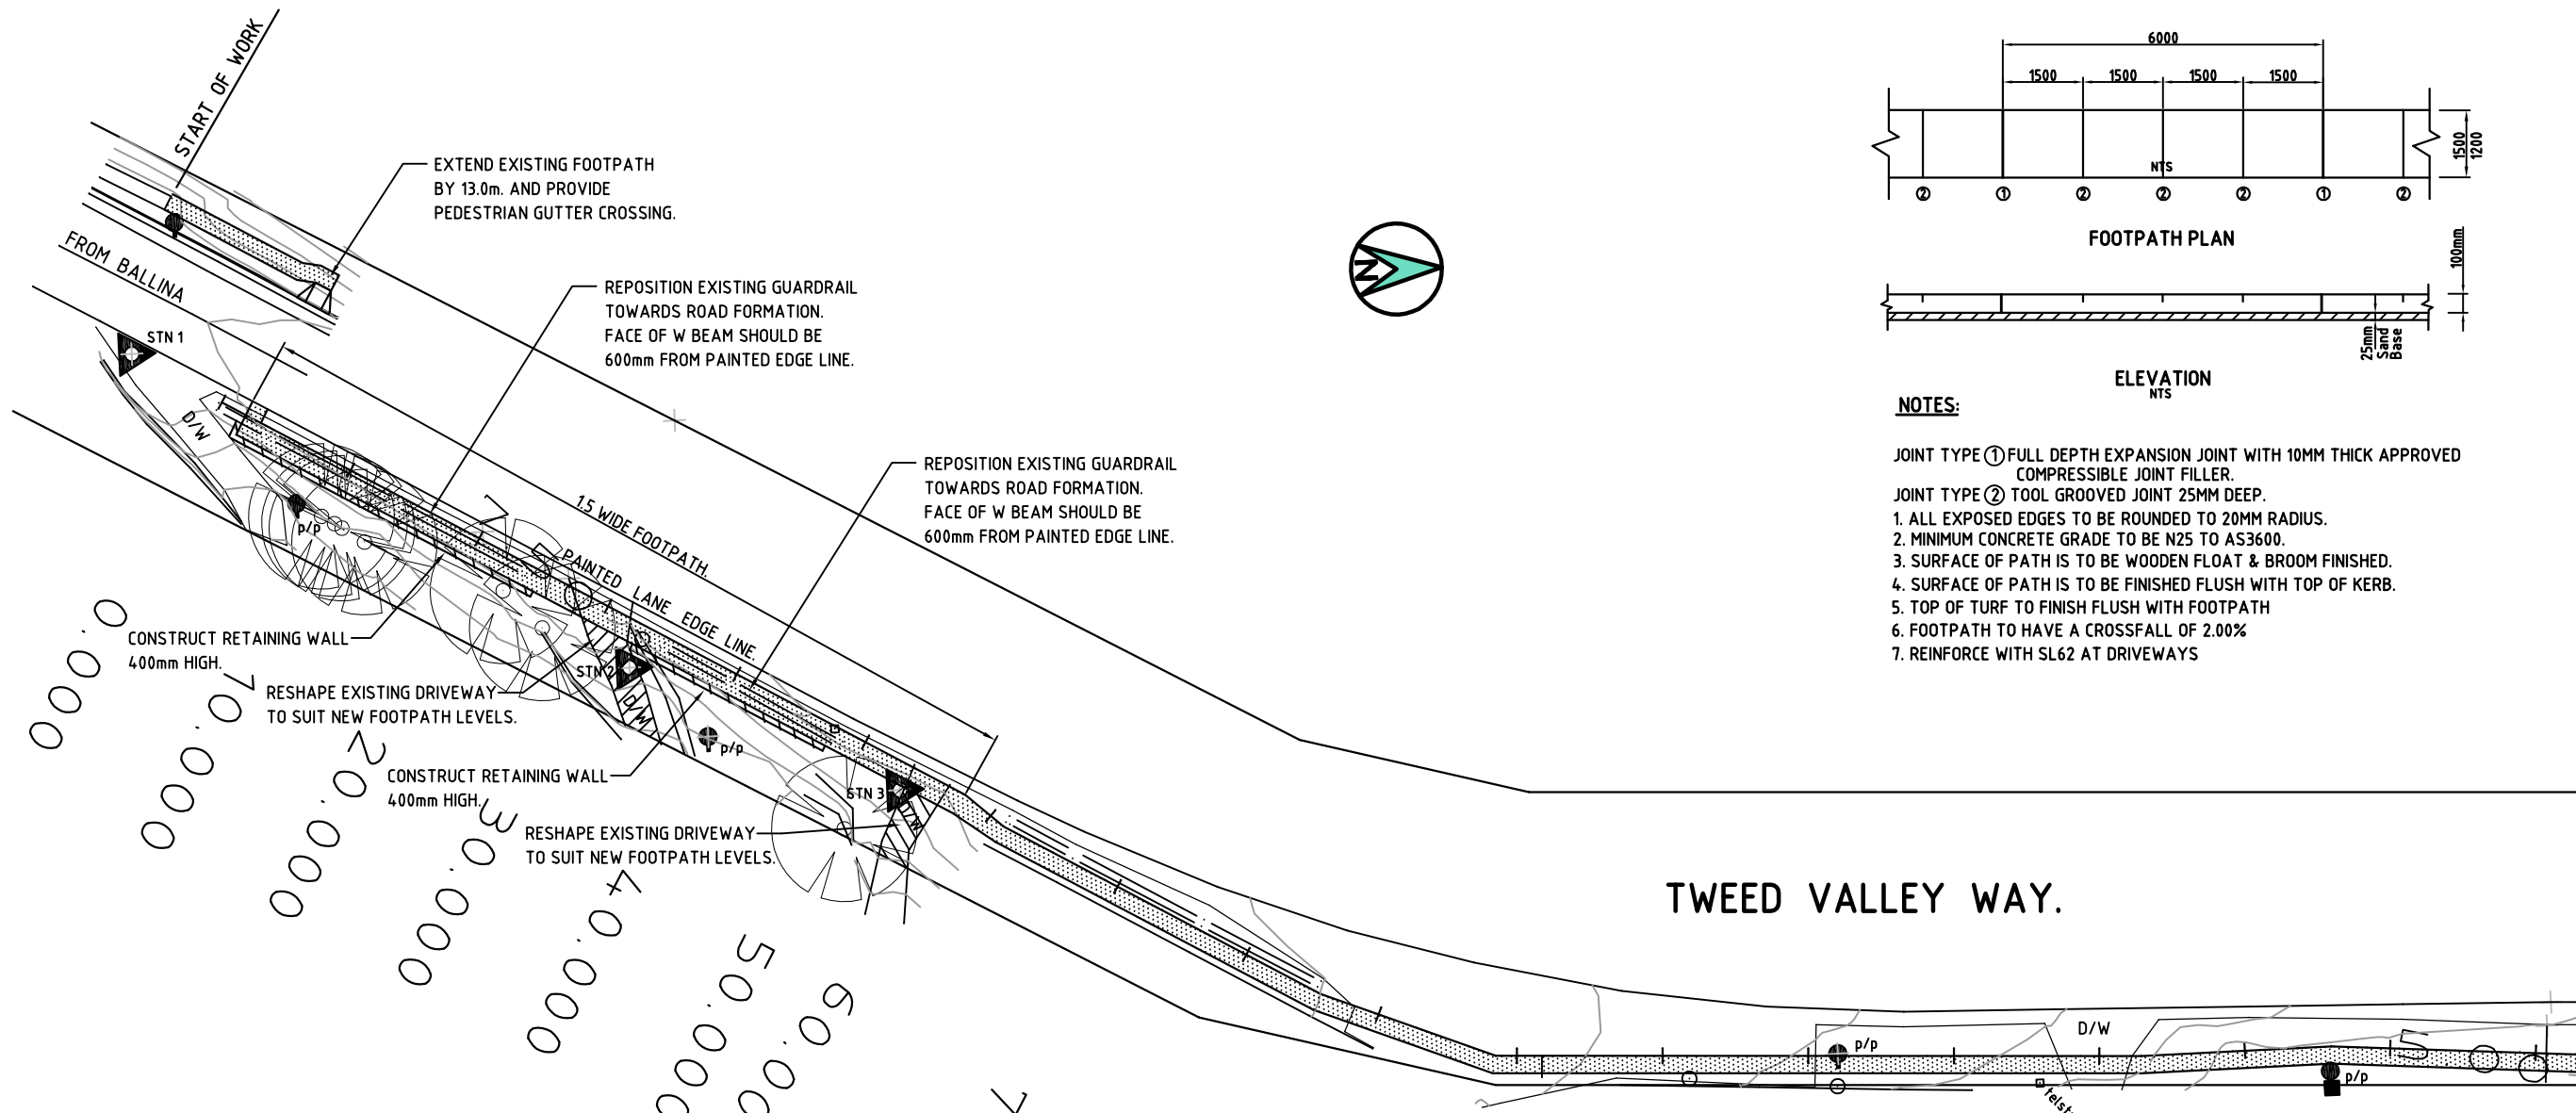 START OF WORK
EXTEND EXISTING FOOTPATH
BY 13.0m. AND PROVIDE
PEDESTRIAN GUTTER CROSSING.
FROM BALLINA
STN 1
D/W
REPOSITION EXISTING GUARDRAIL
TOWARDS ROAD FORMATION.
FACE OF W BEAM SHOULD BE
600mm FROM PAINTED EDGE LINE.
REPOSITION EXISTING GUARDRAIL
TOWARDS ROAD FORMATION.
FACE OF W BEAM SHOULD BE
600mm FROM PAINTED EDGE LINE.
1.5 WIDE FOOTPATH.
PAINTED LANE EDGE LINE.
p/p
CONSTRUCT RETAINING WALL
400mm HIGH.
RESHAPE EXISTING DRIVEWAY
TO SUIT NEW FOOTPATH LEVELS.
STN 2
D/W
p/p
CONSTRUCT RETAINING WALL
400mm HIGH.
STN 3
D/W
RESHAPE EXISTING DRIVEWAY
TO SUIT NEW FOOTPATH LEVELS.
0.000
10.000
20.000
30.000
40.000
50.000
60.00
N
6000
1500 1500 1500 1500
1500
1200
NTS
2 1 2 2 2 1 2
FOOTPATH PLAN
100mm
25mm
Sand
Base
ELEVATION
NTS
NOTES:
JOINT TYPE 1 FULL DEPTH EXPANSION JOINT WITH 10MM THICK APPROVED
COMPRESSIBLE JOINT FILLER.
JOINT TYPE 2 TOOL GROOVED JOINT 25MM DEEP.
1. ALL EXPOSED EDGES TO BE ROUNDED TO 20MM RADIUS.
2. MINIMUM CONCRETE GRADE TO BE N25 TO AS3600.
3. SURFACE OF PATH IS TO BE WOODEN FLOAT & BROOM FINISHED.
4. SURFACE OF PATH IS TO BE FINISHED FLUSH WITH TOP OF KERB.
5. TOP OF TURF TO FINISH FLUSH WITH FOOTPATH
6. FOOTPATH TO HAVE A CROSSFALL OF 2.00%
7. REINFORCE WITH SL62 AT DRIVEWAYS
TWEED VALLEY WAY.
p/p
D/W
p/p